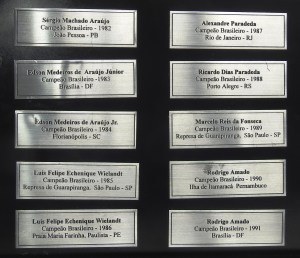 Sérgio Machado Araújo
Campeão Brasileiro - 1982
João Pessoa - PB
Edson Medeiros de Araújo Júnior
Campeão Brasileiro - 1983
Brasília - DF
Edson Medeiros de Araújo Jr.
Campeão Brasileiro - 1984
Florianópolis - SC
Luis Felipe Echenique Wielandt
Campeão Brasileiro - 1985
Represa de Guarapiranga, São Paulo - SP
Luis Felipe Echenique Wielandt
Campeão Brasileiro - 1986
Praia Maria Farinha, Paulista - PE
Alexandre Paradeda
Campeão Brasileiro - 1987
Rio de Janeiro - RJ
Ricardo Dias Paradeda
Campeão Brasileiro - 1988
Porto Alegre - RS
Marcelo Reis da Fonseca
Campeão Brasileiro - 1989
Represa de Guarapiranga, São Paulo - SP
Rodrigo Amado
Campeão Brasileiro - 1990
Ilha de Itamaracá Pernambuco
Rodrigo Amado
Campeão Brasileiro - 1991
Brasília - DF